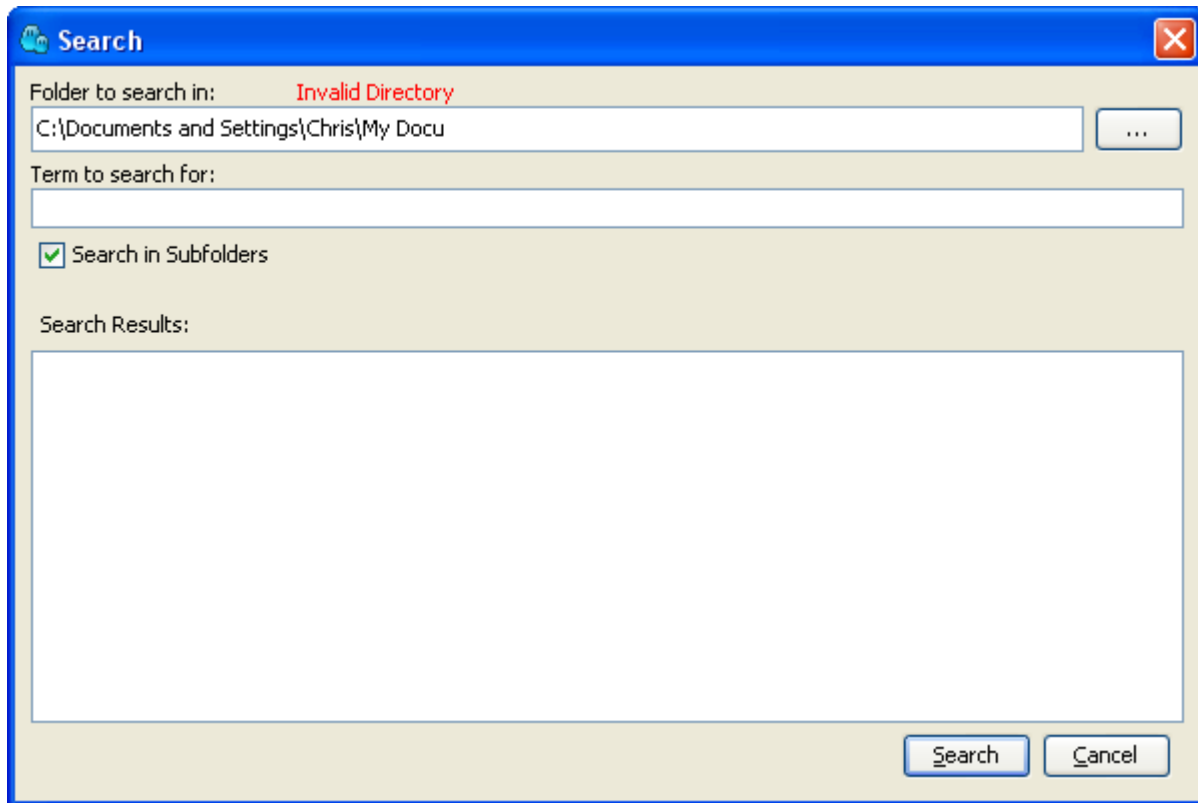 Search
Folder to search in: Invalid Directory
C:\Documents and Settings\Chris\My Docu
...
Term to search for:
Search in Subfolders
Search Results:
Search Cancel